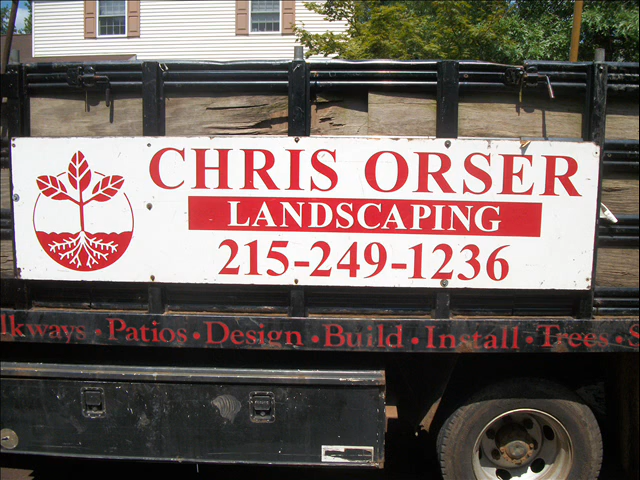 CHRIS ORSER
LANDSCAPING
215-249-1236
lkways • Patios • Design • Build • Install • Trees • S